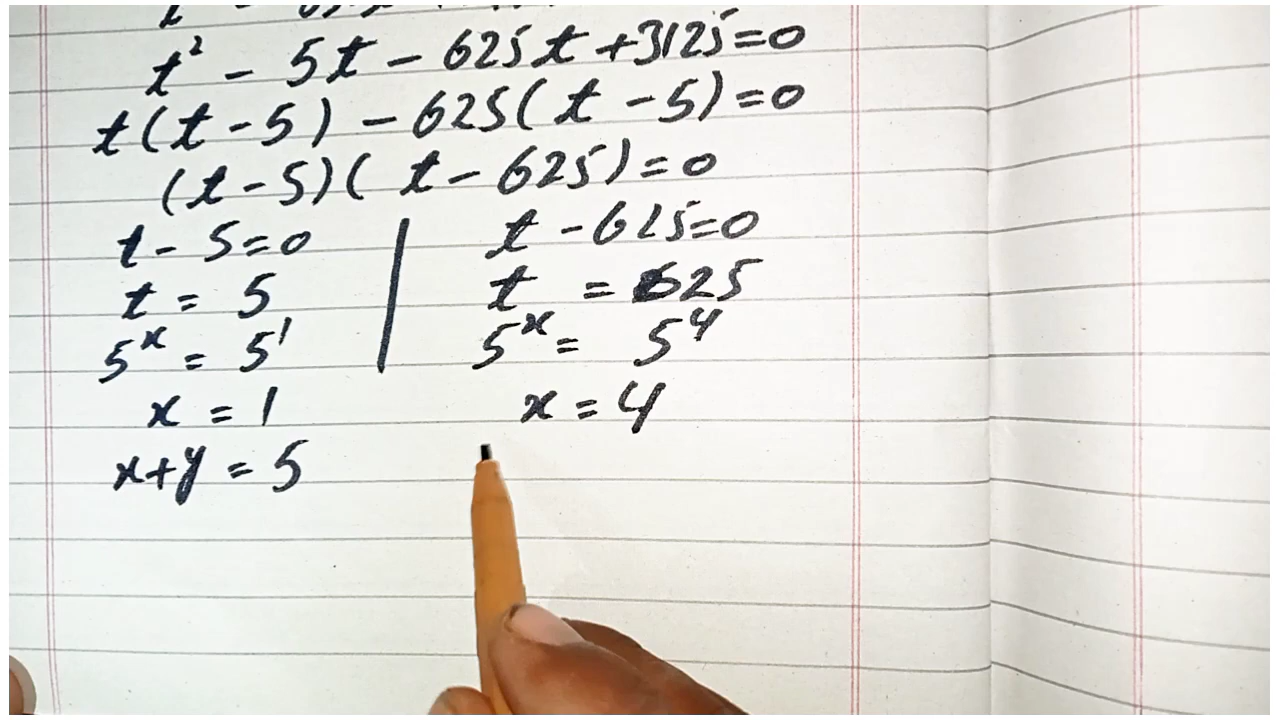 t² - 5t - 625t + 3125 = 0
t(t - 5) - 625(t - 5) = 0
(t - 5)(t - 625) = 0
t - 5 = 0 | t - 625 = 0
t = 5 | t = 625
5ˣ = 5¹ | 5ˣ = 5⁴
x = 1 x = 4
x + y = 5